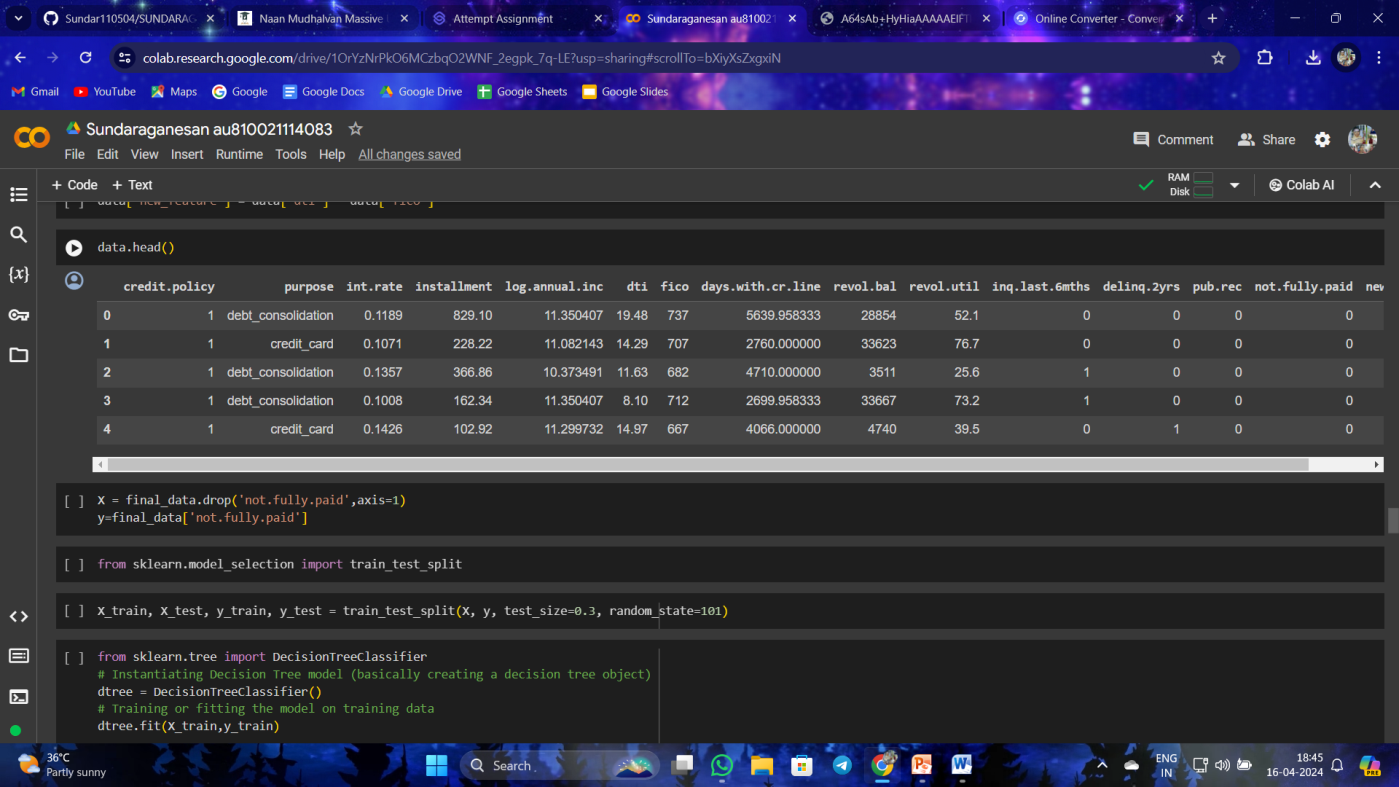 Sundar110504/SUNDARAG
Naan Mudhalvan Massive
Attempt Assignment
Sundaraganesan au810021
A64sAb+HyHiaAAAAAElFT
Online Converter - Conver
colab.research.google.com/drive/1OrYzNrPkO6MCzbqO2WNF_2egpk_7q-LE?usp=sharing#scrollTo=bXiyXsZxgxiN
Gmail YouTube Maps Google Google Docs Google Drive Google Sheets Google Slides
Sundaraganesan au810021114083
File Edit View Insert Runtime Tools Help All changes saved
Comment Share
+ Code + Text
RAM
Disk
Colab AI
[ ] data['new_feature'] = data['dti'] data['fico']
data.head()
credit.policy purpose int.rate installment log.annual.inc dti fico days.with.cr.line revol.bal revol.util inq.last.6mths delinq.2yrs pub.rec not.fully.paid new
0 1 debt_consolidation 0.1189 829.10 11.350407 19.48 737 5639.958333 28854 52.1 0 0 0 0
1 1 credit_card 0.1071 228.22 11.082143 14.29 707 2760.000000 33623 76.7 0 0 0 0
2 1 debt_consolidation 0.1357 366.86 10.373491 11.63 682 4710.000000 3511 25.6 1 0 0 0
3 1 debt_consolidation 0.1008 162.34 11.350407 8.10 712 2699.958333 33667 73.2 1 0 0 0
4 1 credit_card 0.1426 102.92 11.299732 14.97 667 4066.000000 4740 39.5 0 1 0 0
[ ] X = final_data.drop('not.fully.paid',axis=1)
y=final_data['not.fully.paid']
[ ] from sklearn.model_selection import train_test_split
[ ] X_train, X_test, y_train, y_test = train_test_split(X, y, test_size=0.3, random_state=101)
[ ] from sklearn.tree import DecisionTreeClassifier
# Instantiating Decision Tree model (basically creating a decision tree object)
dtree = DecisionTreeClassifier()
# Training or fitting the model on training data
dtree.fit(X_train,y_train)
36°C
Partly sunny
Search
ENG
IN
18:45
16-04-2024